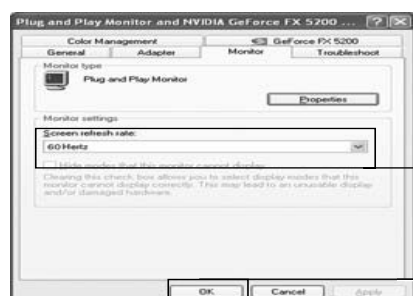 Plug and Play Monitor and NVIDIA GeForce FX 5200 ...
Color Management
GeForce FX 5200
General
Adapter
Monitor
Troubleshoot
Monitor type
Plug and Play Monitor
Properties
Monitor settings
Screen refresh rate:
60 Hertz
Hide modes that this monitor cannot display
Clearing this check box allows you to select display modes that this
monitor cannot display correctly. This may lead to an unusable display
and/or damaged hardware.
OK
Cancel
Apply